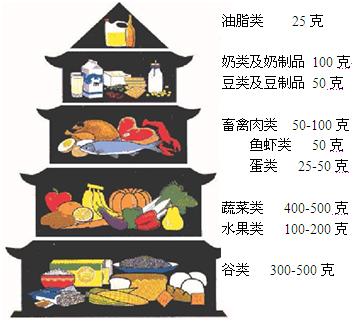 油脂类 25 克
奶类及奶制品 100 克
豆类及豆制品 50 克
畜禽肉类 50-100 克
鱼虾类 50 克
蛋类 25-50 克
蔬菜类 400-500 克
水果类 100-200 克
谷类 300-500 克